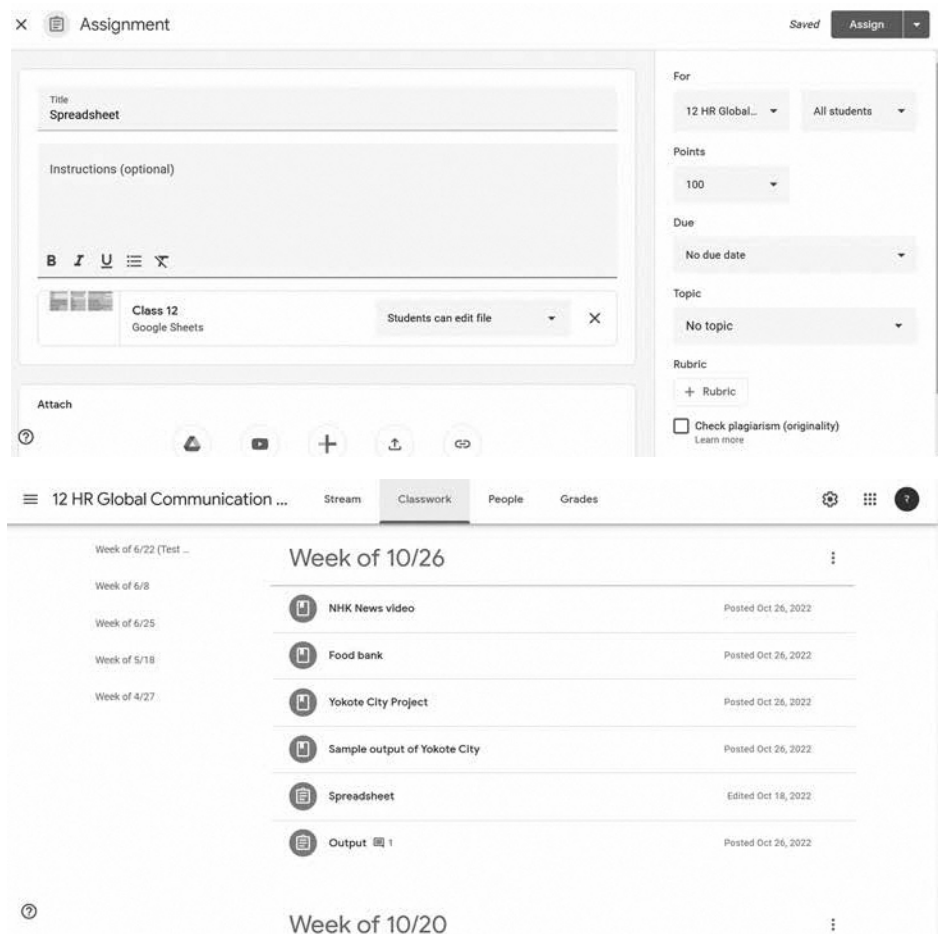 Assignment
Saved
Assign
Title
Spreadsheet
Instructions (optional)
B I U
Class 12
Google Sheets
Students can edit file
Attach
For
12 HR Global...
All students
Points
100
Due
No due date
Topic
No topic
Rubric
+ Rubric
Check plagiarism (originality)
Learn more
12 HR Global Communication ...
Stream
Classwork
People
Grades
?
Week of 6/22 (Test ...
Week of 6/8
Week of 6/25
Week of 5/18
Week of 4/27
Week of 10/26
NHK News video
Posted Oct 26, 2022
Food bank
Posted Oct 26, 2022
Yokote City Project
Posted Oct 26, 2022
Sample output of Yokote City
Posted Oct 26, 2022
Spreadsheet
Edited Oct 18, 2022
Output 1
Posted Oct 26, 2022
Week of 10/20